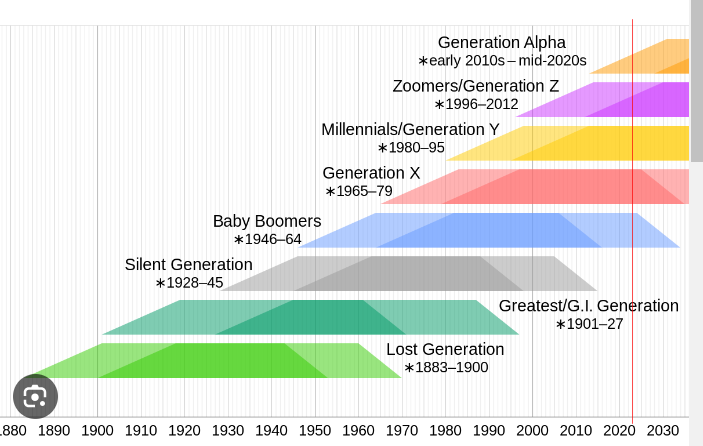 Generation Alpha
∗early 2010s – mid-2020s
Zoomers/Generation Z
∗1996–2012
Millennials/Generation Y
∗1980–95
Generation X
∗1965–79
Baby Boomers
∗1946–64
Silent Generation
∗1928–45
Greatest/G.I. Generation
∗1901–27
Lost Generation
∗1883–1900
1880 1890 1900 1910 1920 1930 1940 1950 1960 1970 1980 1990 2000 2010 2020 2030